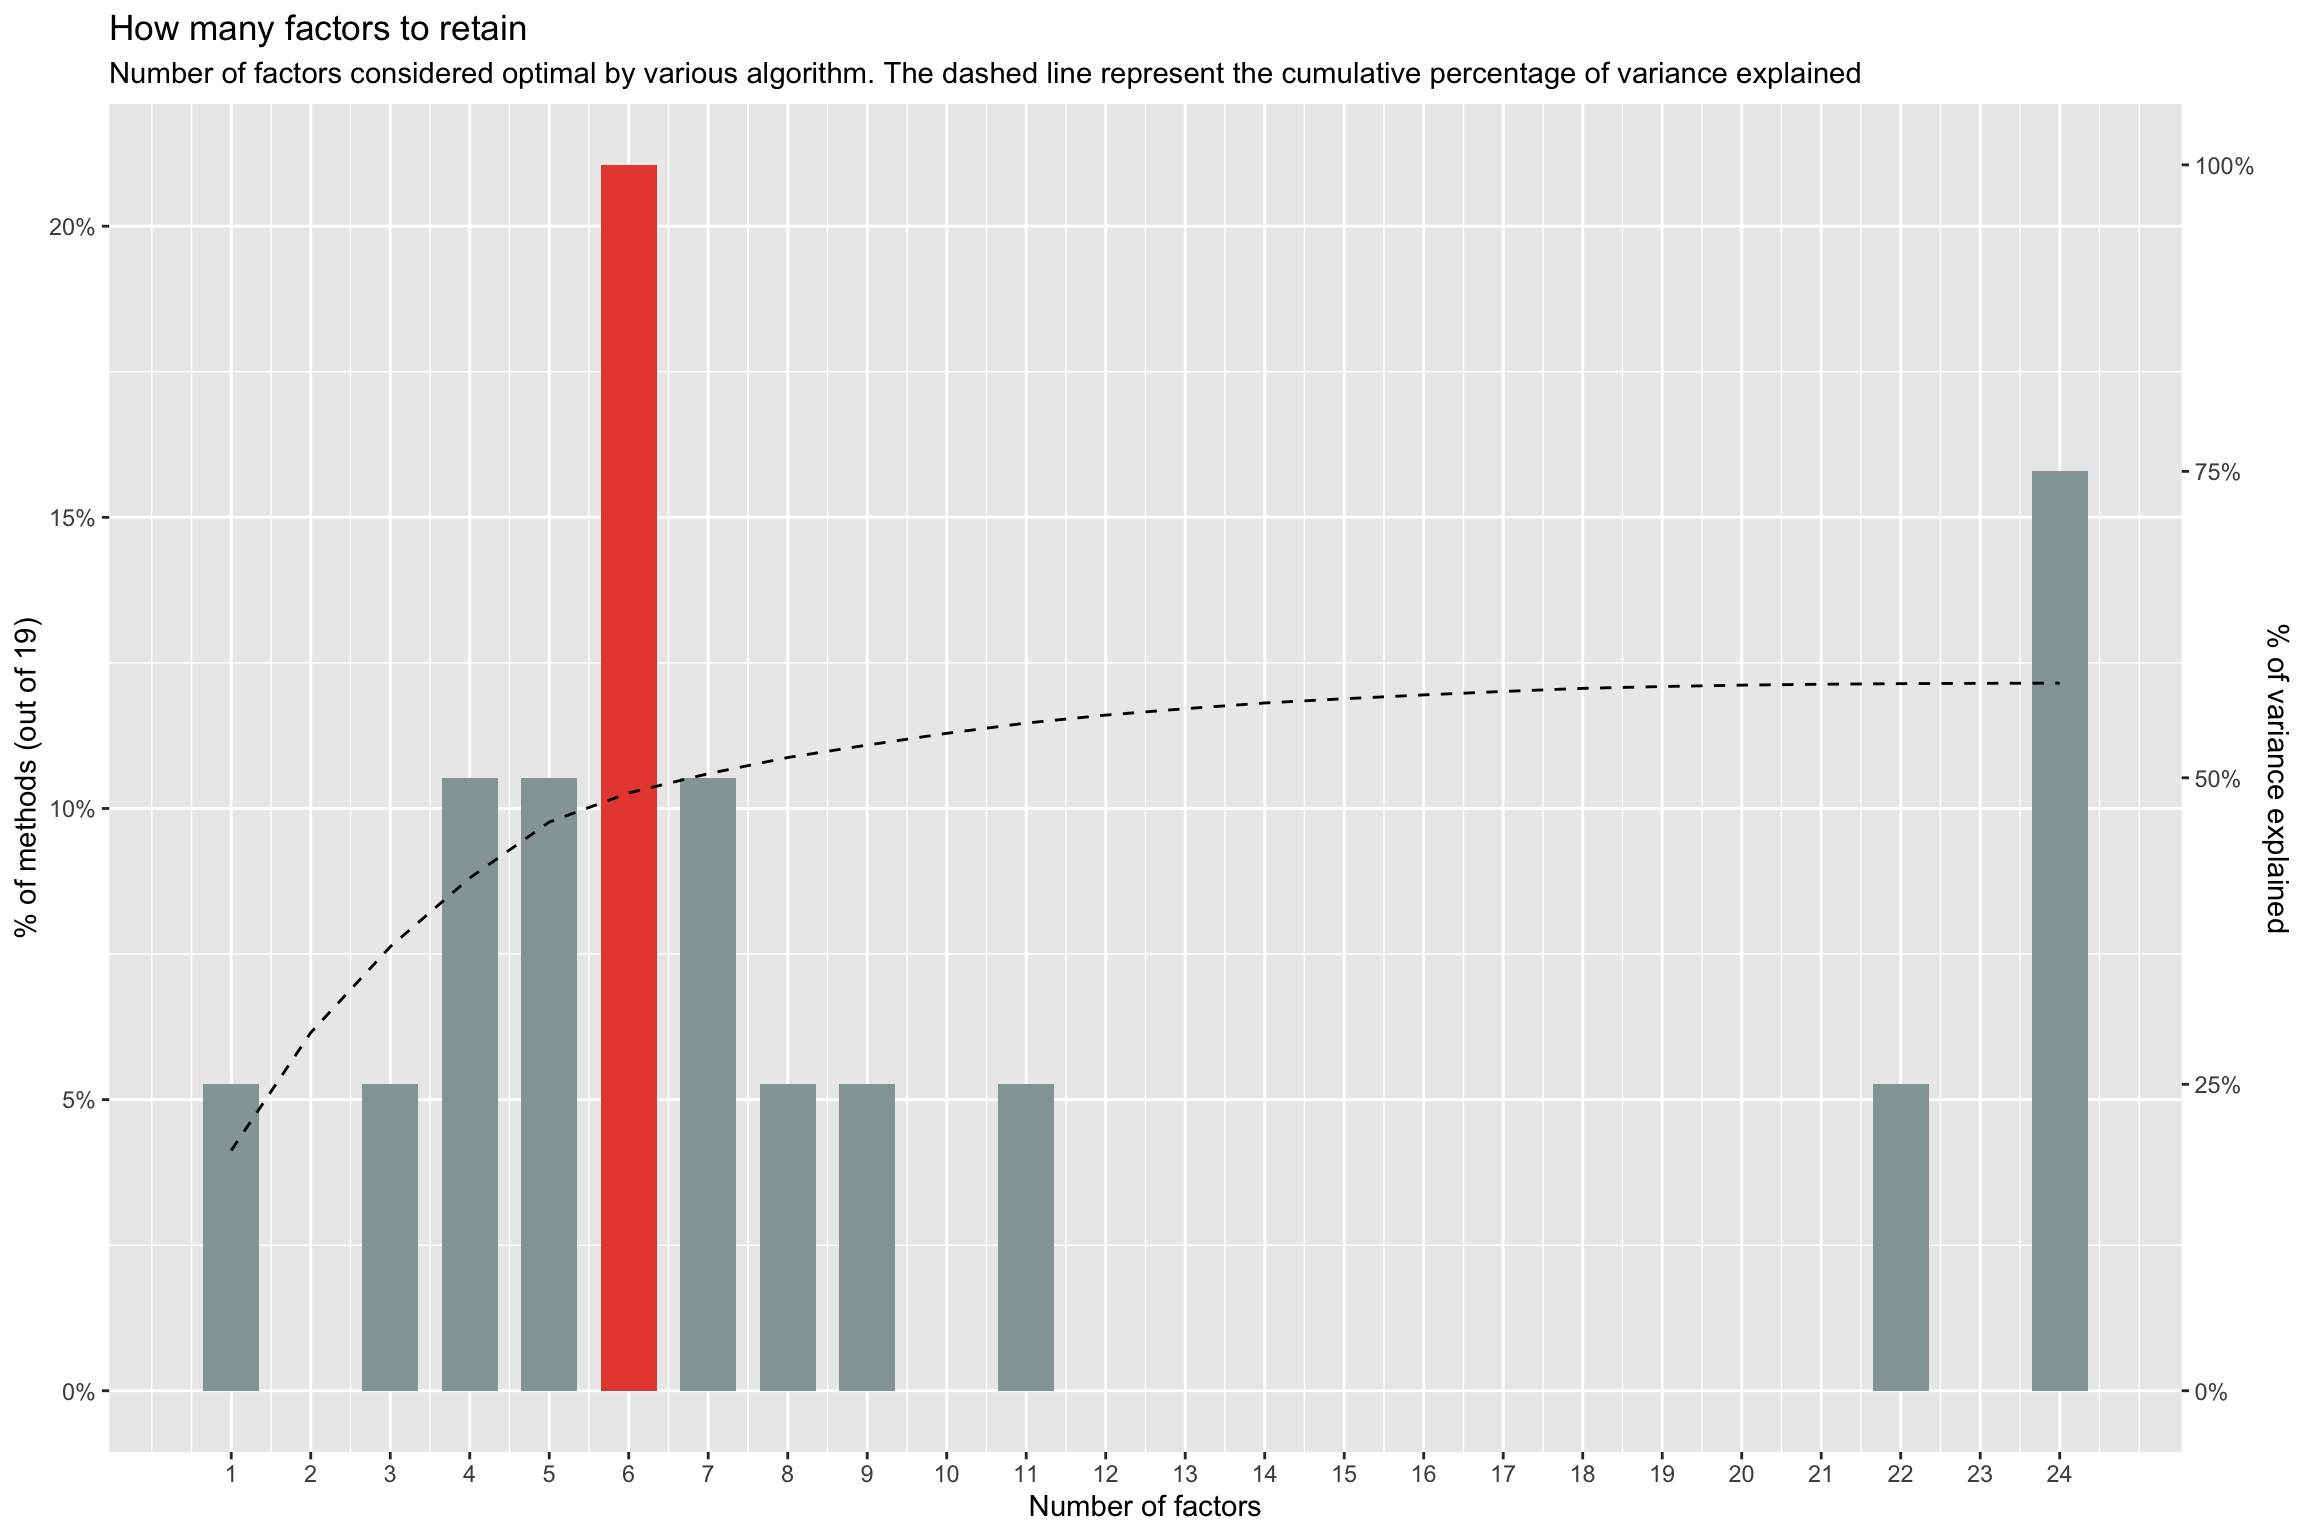 How many factors to retain
Number of factors considered optimal by various algorithm. The dashed line represent the cumulative percentage of variance explained
% of methods (out of 19)
20%
15%
10%
5%
0%
100%
75%
50%
25%
0%
% of variance explained
1 2 3 4 5 6 7 8 9 10 11 12 13 14 15 16 17 18 19 20 21 22 23 24
Number of factors